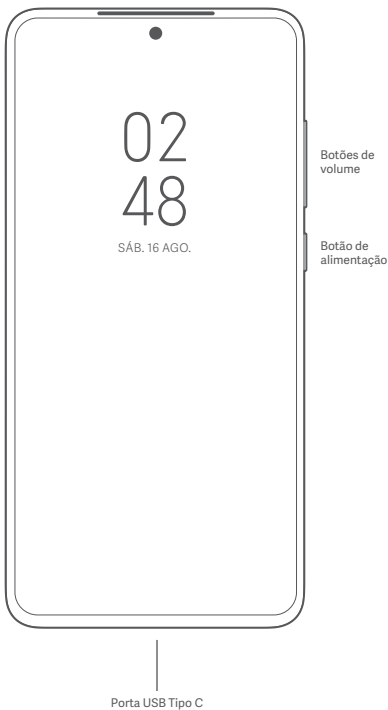 02
48
SÁB. 16 AGO.
Botões de
volume
Botão de
alimentação
Porta USB Tipo C